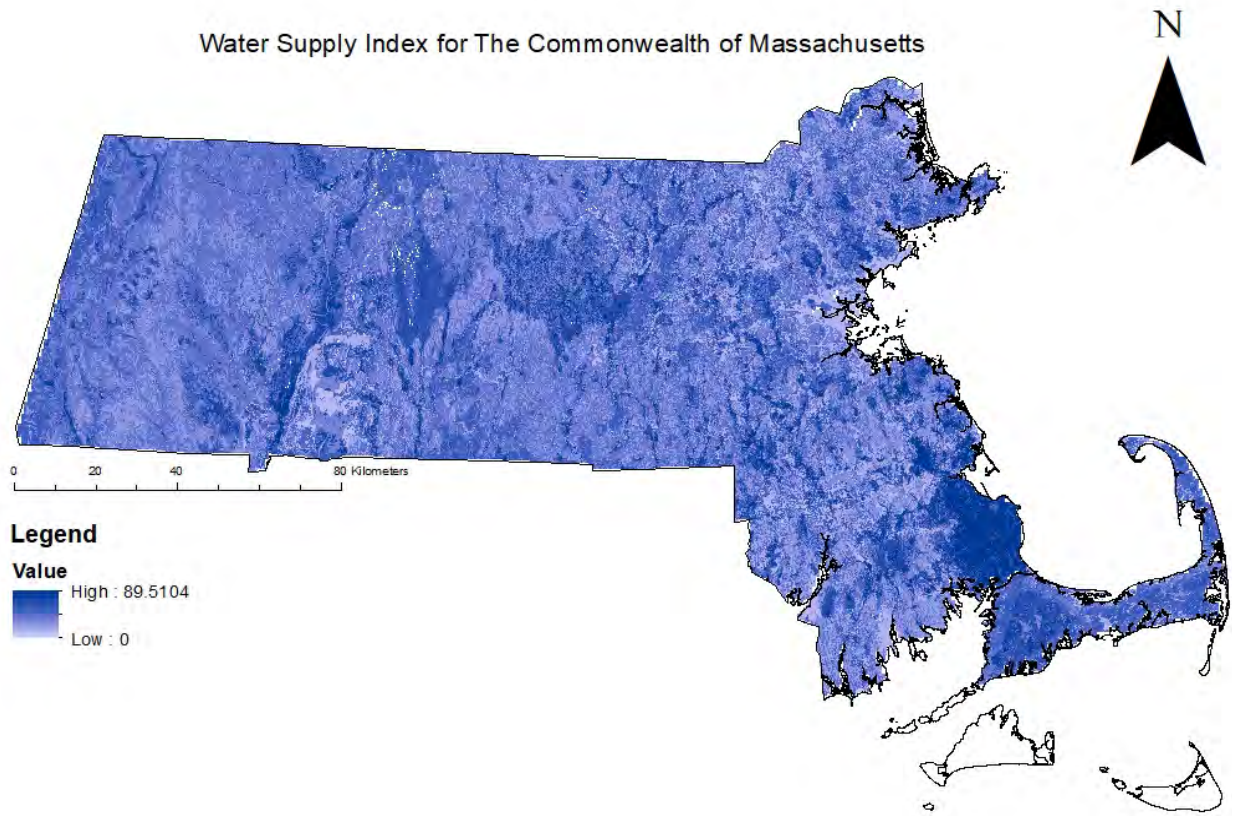 Water Supply Index for The Commonwealth of Massachusetts
N
0 20 40 80 Kilometers
Legend
Value
High : 89.5104
Low : 0